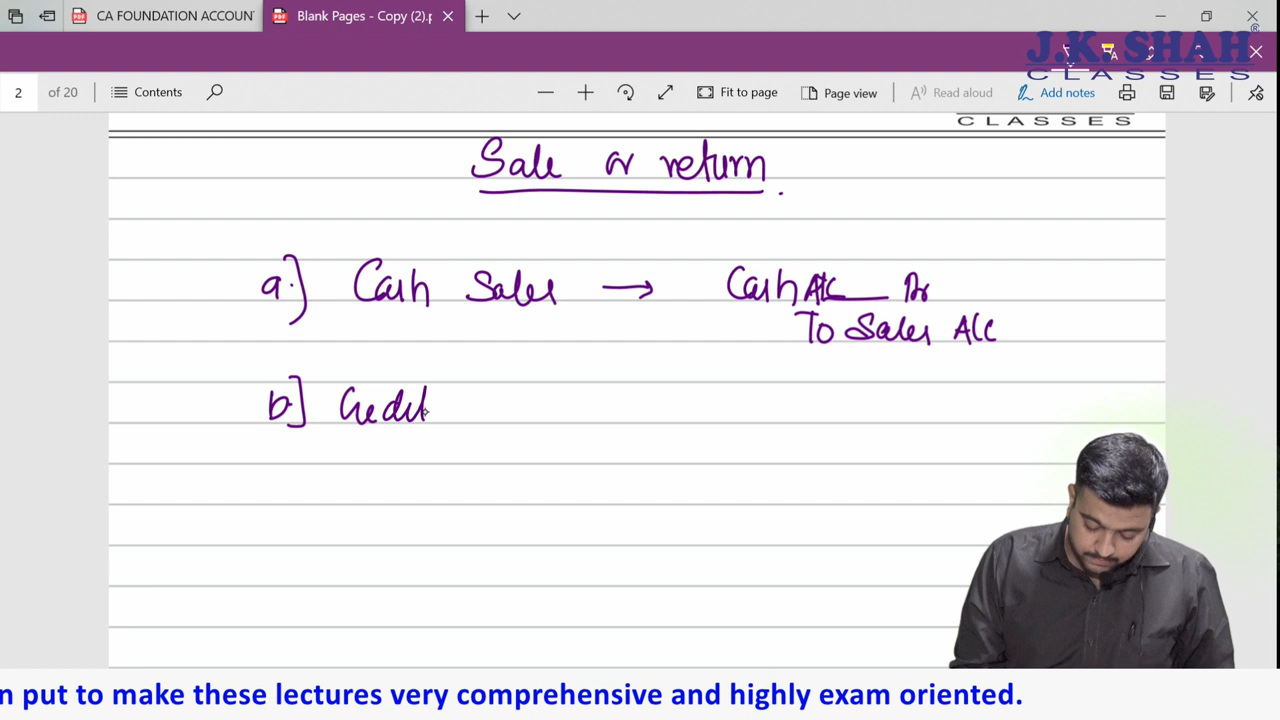 CA FOUNDATION ACCOUN
Blank Pages - Copy (2).p
J.K. SHAH ®
CLASSES
2 of 20
Contents
Fit to page
Page view
Read aloud
Add notes
CLASSES
Sale or return.
a.) Cash Sales → Cash A/c Dr
To Sales A/c
b] Credit
n put to make these lectures very comprehensive and highly exam oriented.